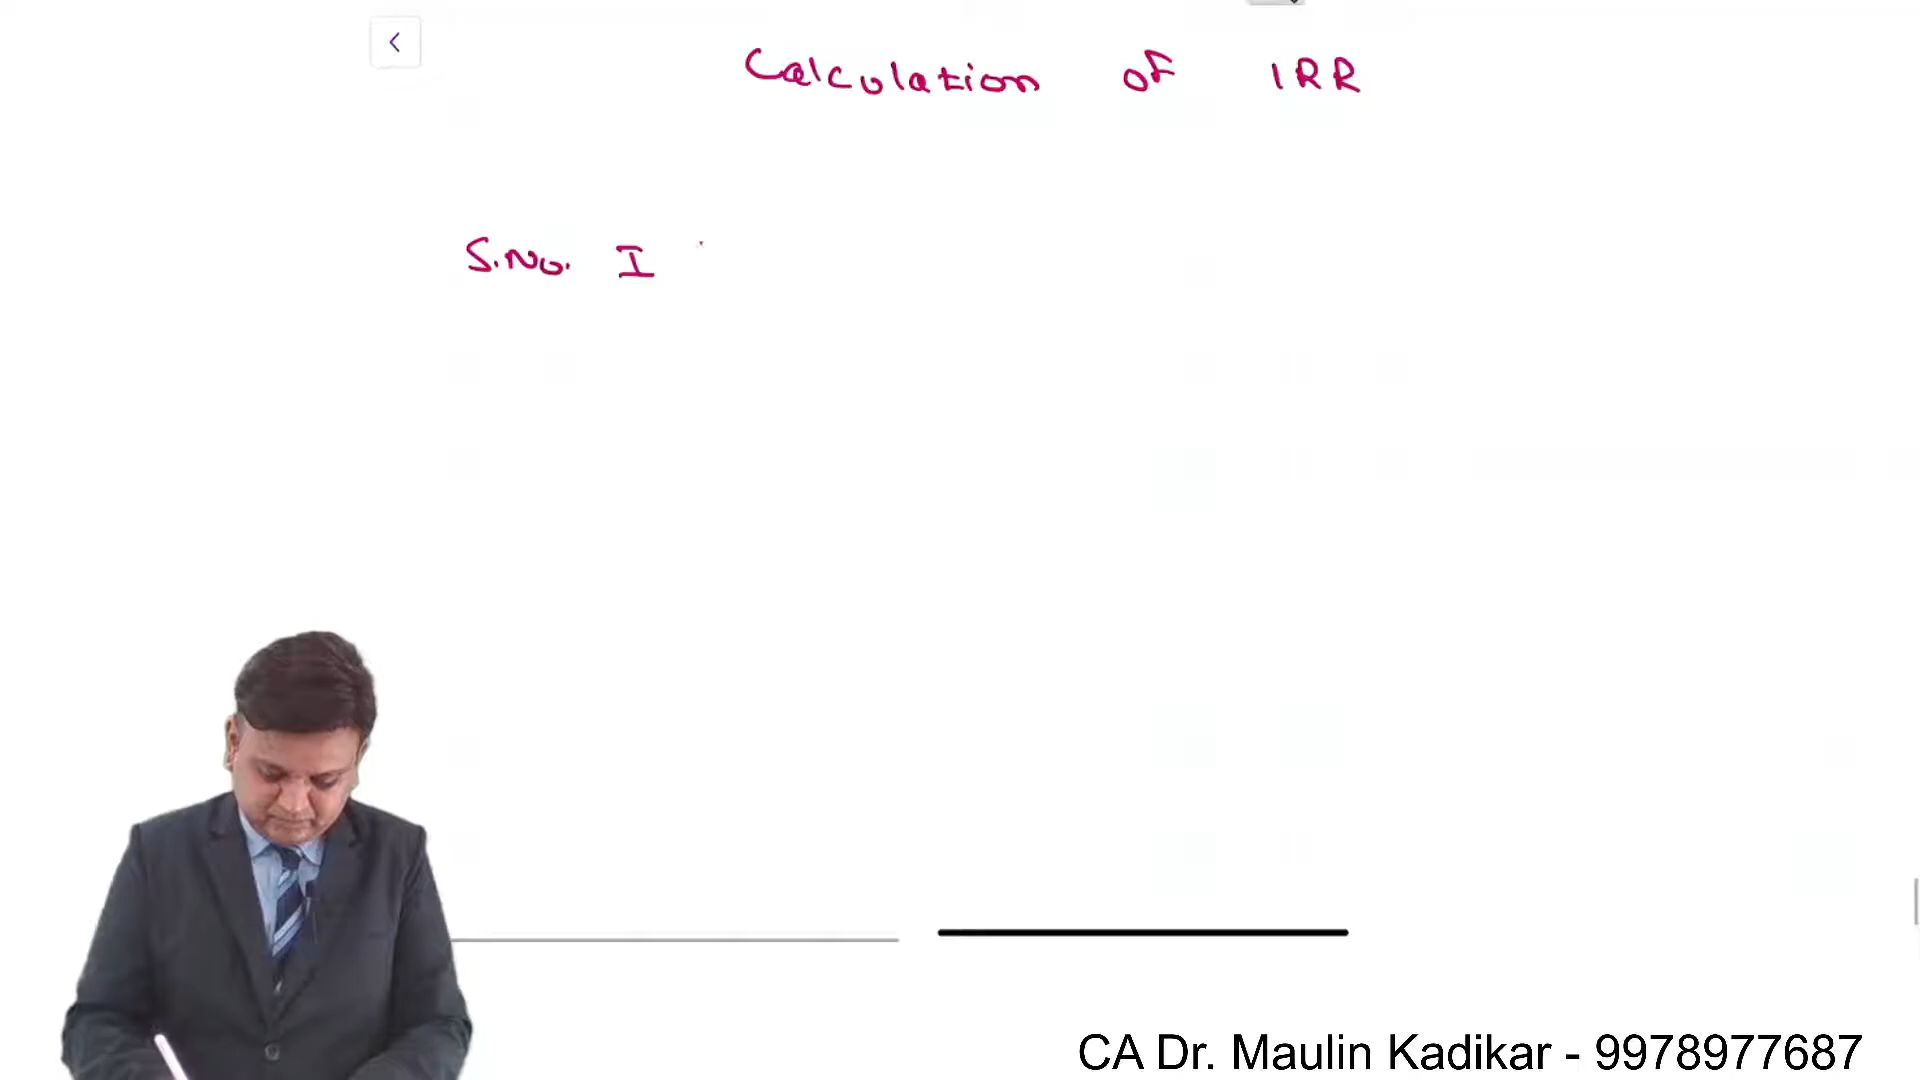 Calculation of IRR
S.No. I
CA Dr. Maulin Kadikar - 9978977687